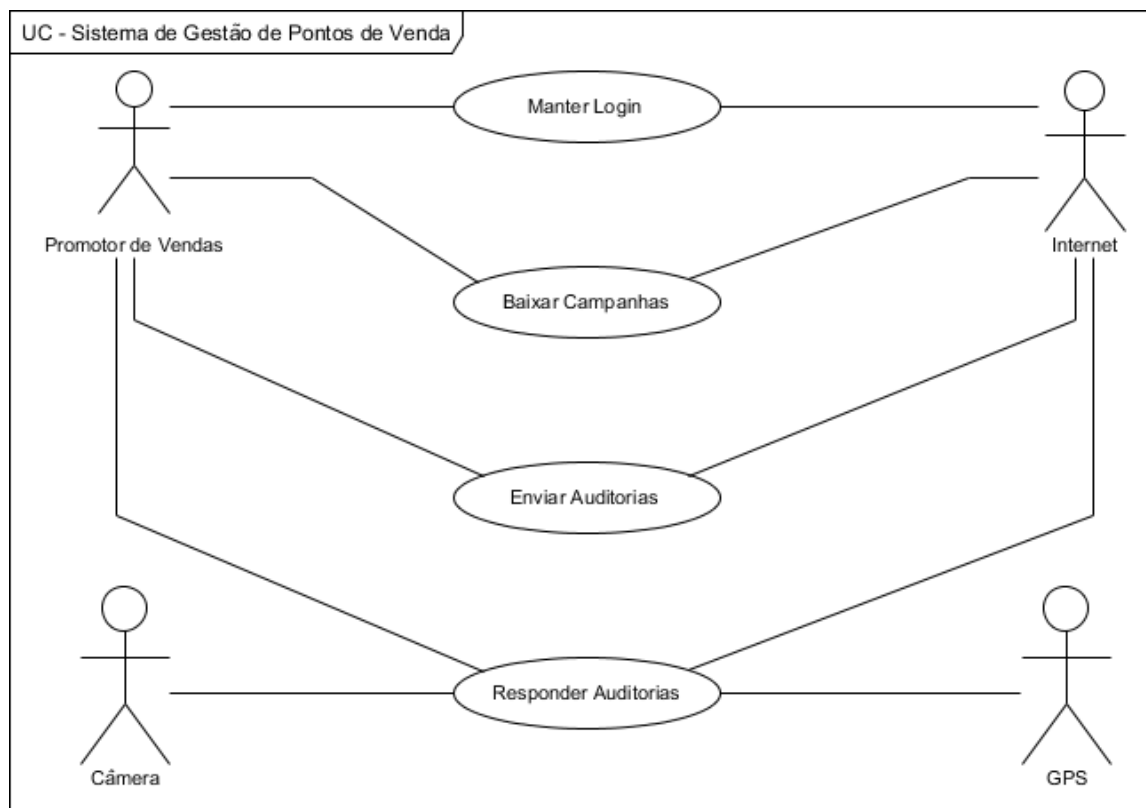 UC - Sistema de Gestão de Pontos de Venda
Manter Login
Promotor de Vendas
Internet
Baixar Campanhas
Enviar Auditorias
Responder Auditorias
Câmera
GPS